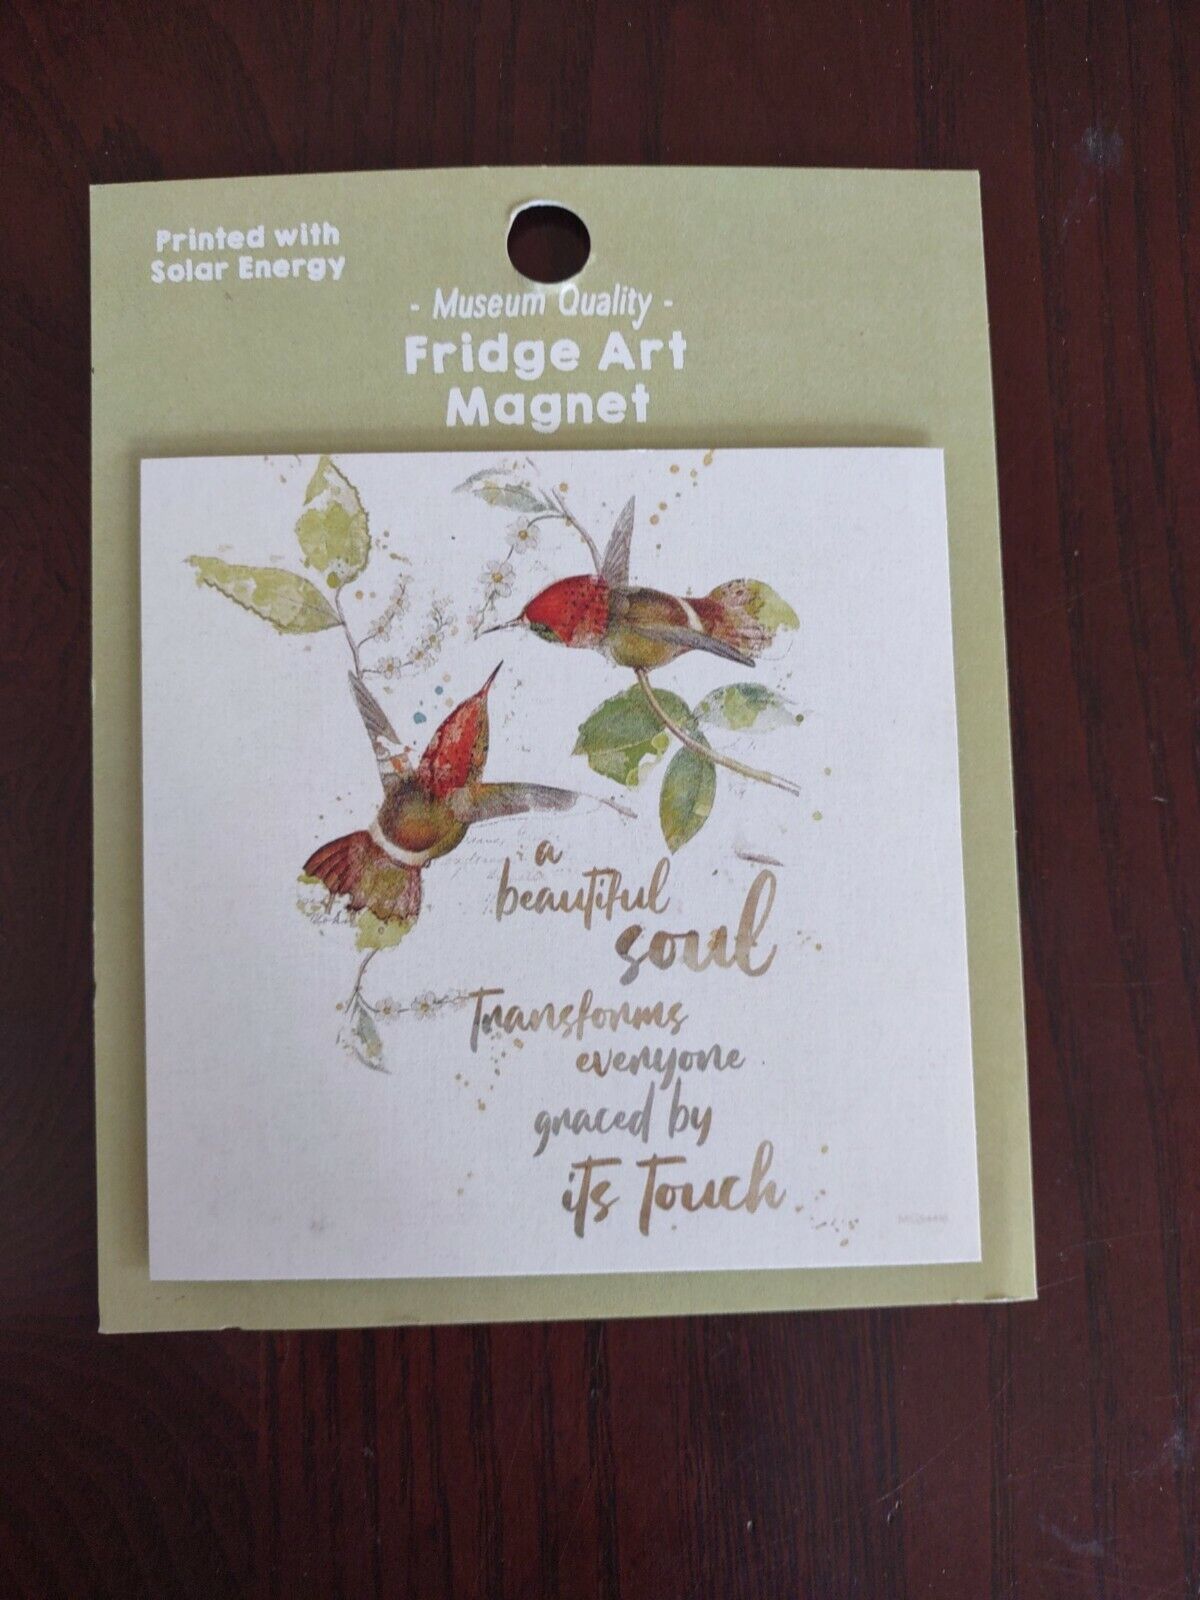 Printed with
Solar Energy
- Museum Quality -
Fridge Art
Magnet
a
beautiful
soul
Transforms
everyone
graced by
its Touch